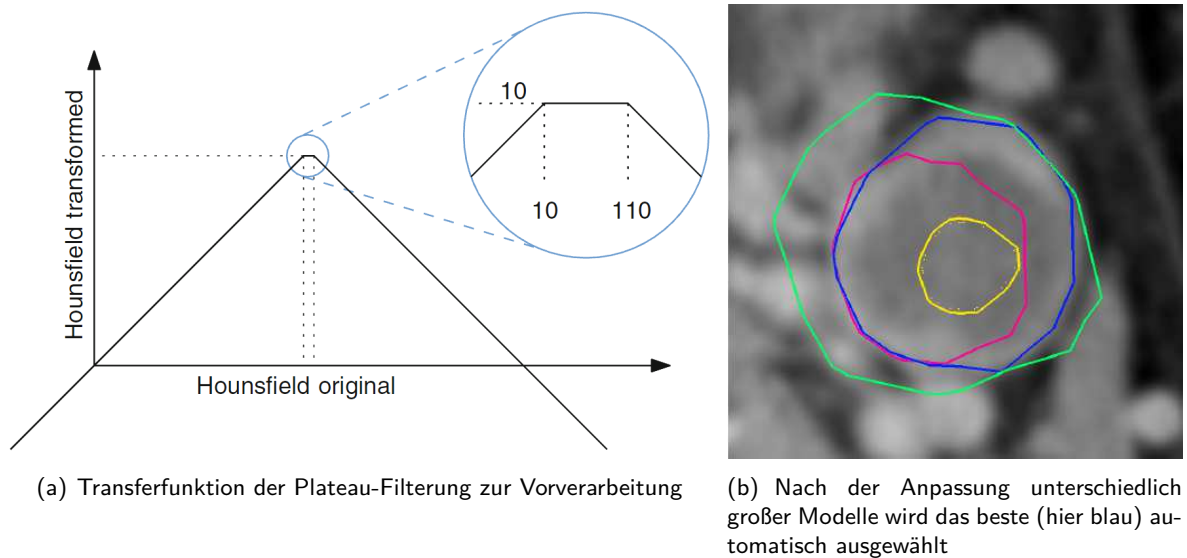 10
10 110
Hounsfield transformed
Hounsfield original
(a) Transferfunktion der Plateau-Filterung zur Vorverarbeitung
(b) Nach der Anpassung unterschiedlich
großer Modelle wird das beste (hier blau) au-
tomatisch ausgewählt